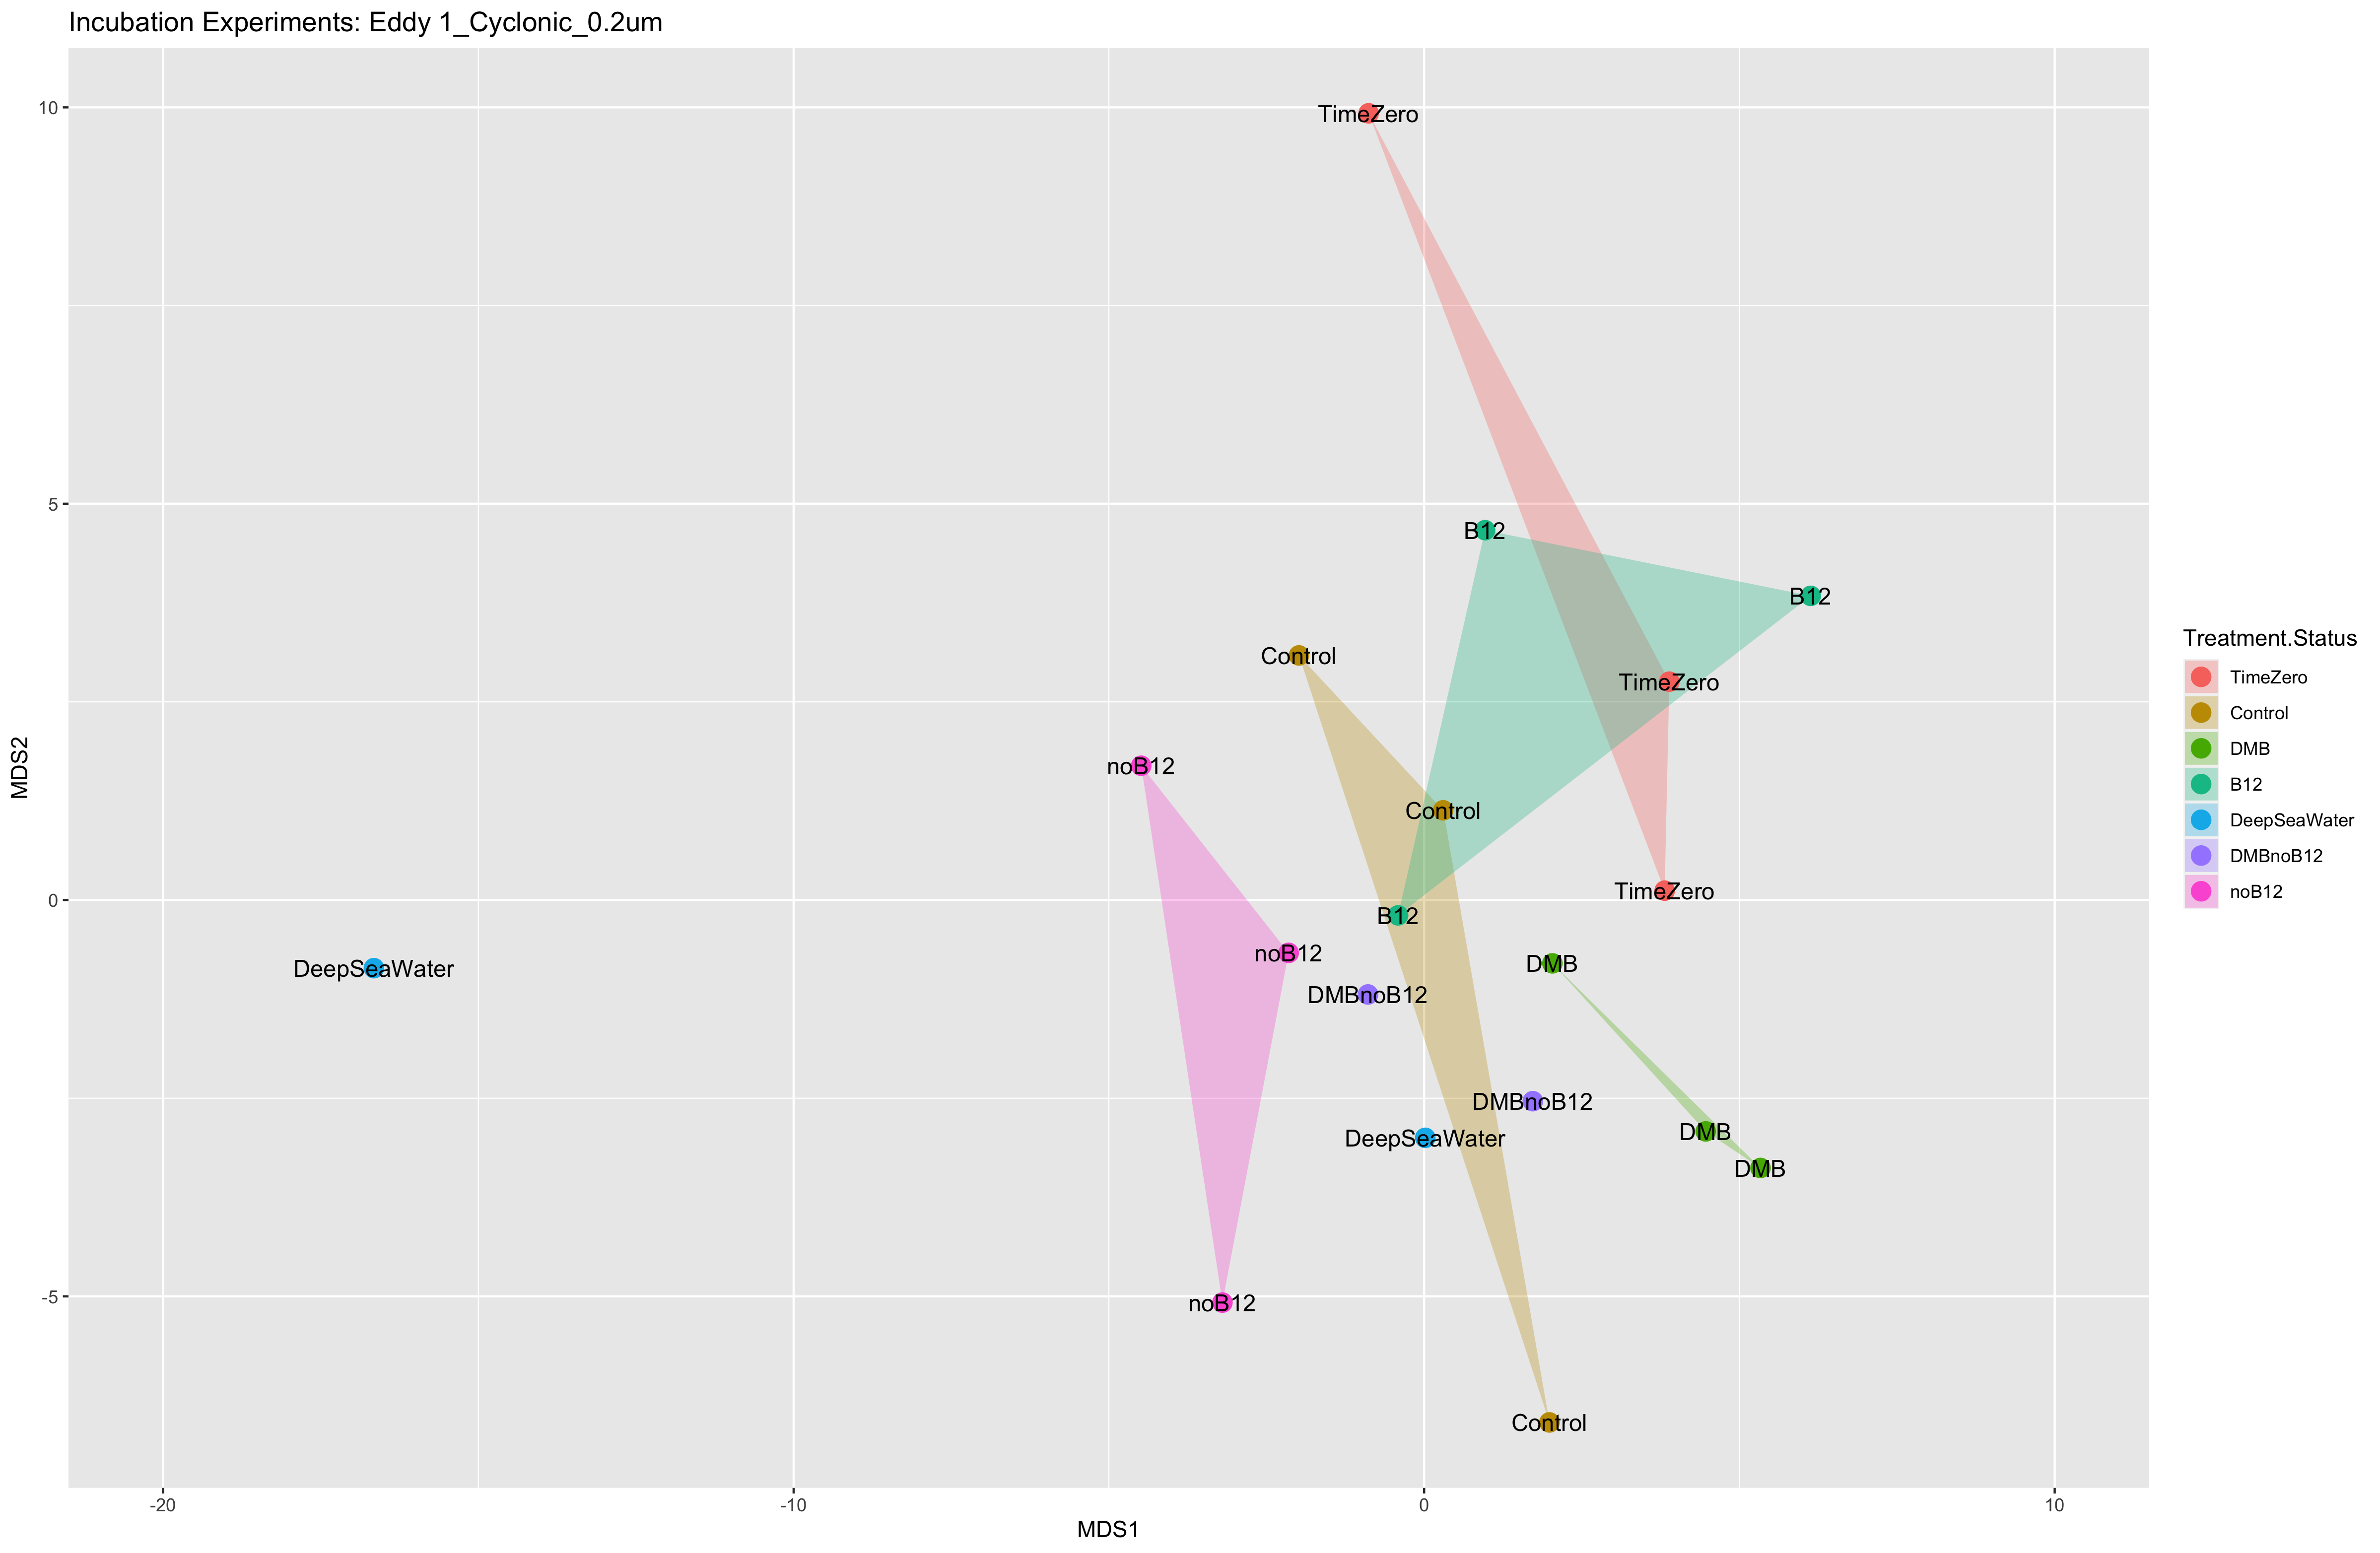 Incubation Experiments: Eddy 1_Cyclonic_0.2um
10
5
0
-5
MDS2
TimeZero
B12
B12
Control
TimeZero
noB12
Control
TimeZero
B12
noB12
DMB
DeepSeaWater
DMBnoB12
DMBnoB12
DMB
DeepSeaWater
DMB
noB12
Control
-20
-10
0
10
MDS1
Treatment.Status
TimeZero
Control
DMB
B12
DeepSeaWater
DMBnoB12
noB12